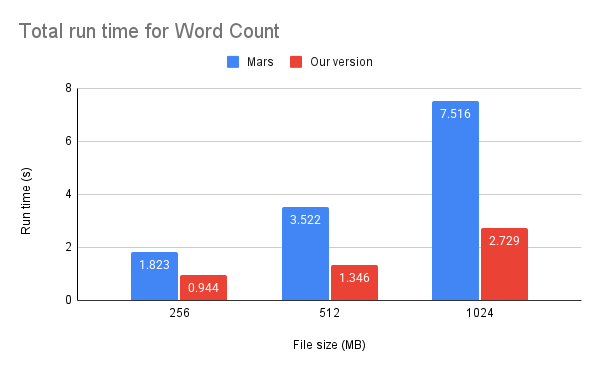 Total run time for Word Count
Mars
Our version
Run time (s)
8
6
4
2
0
1.823
0.944
3.522
1.346
7.516
2.729
256
512
1024
File size (MB)